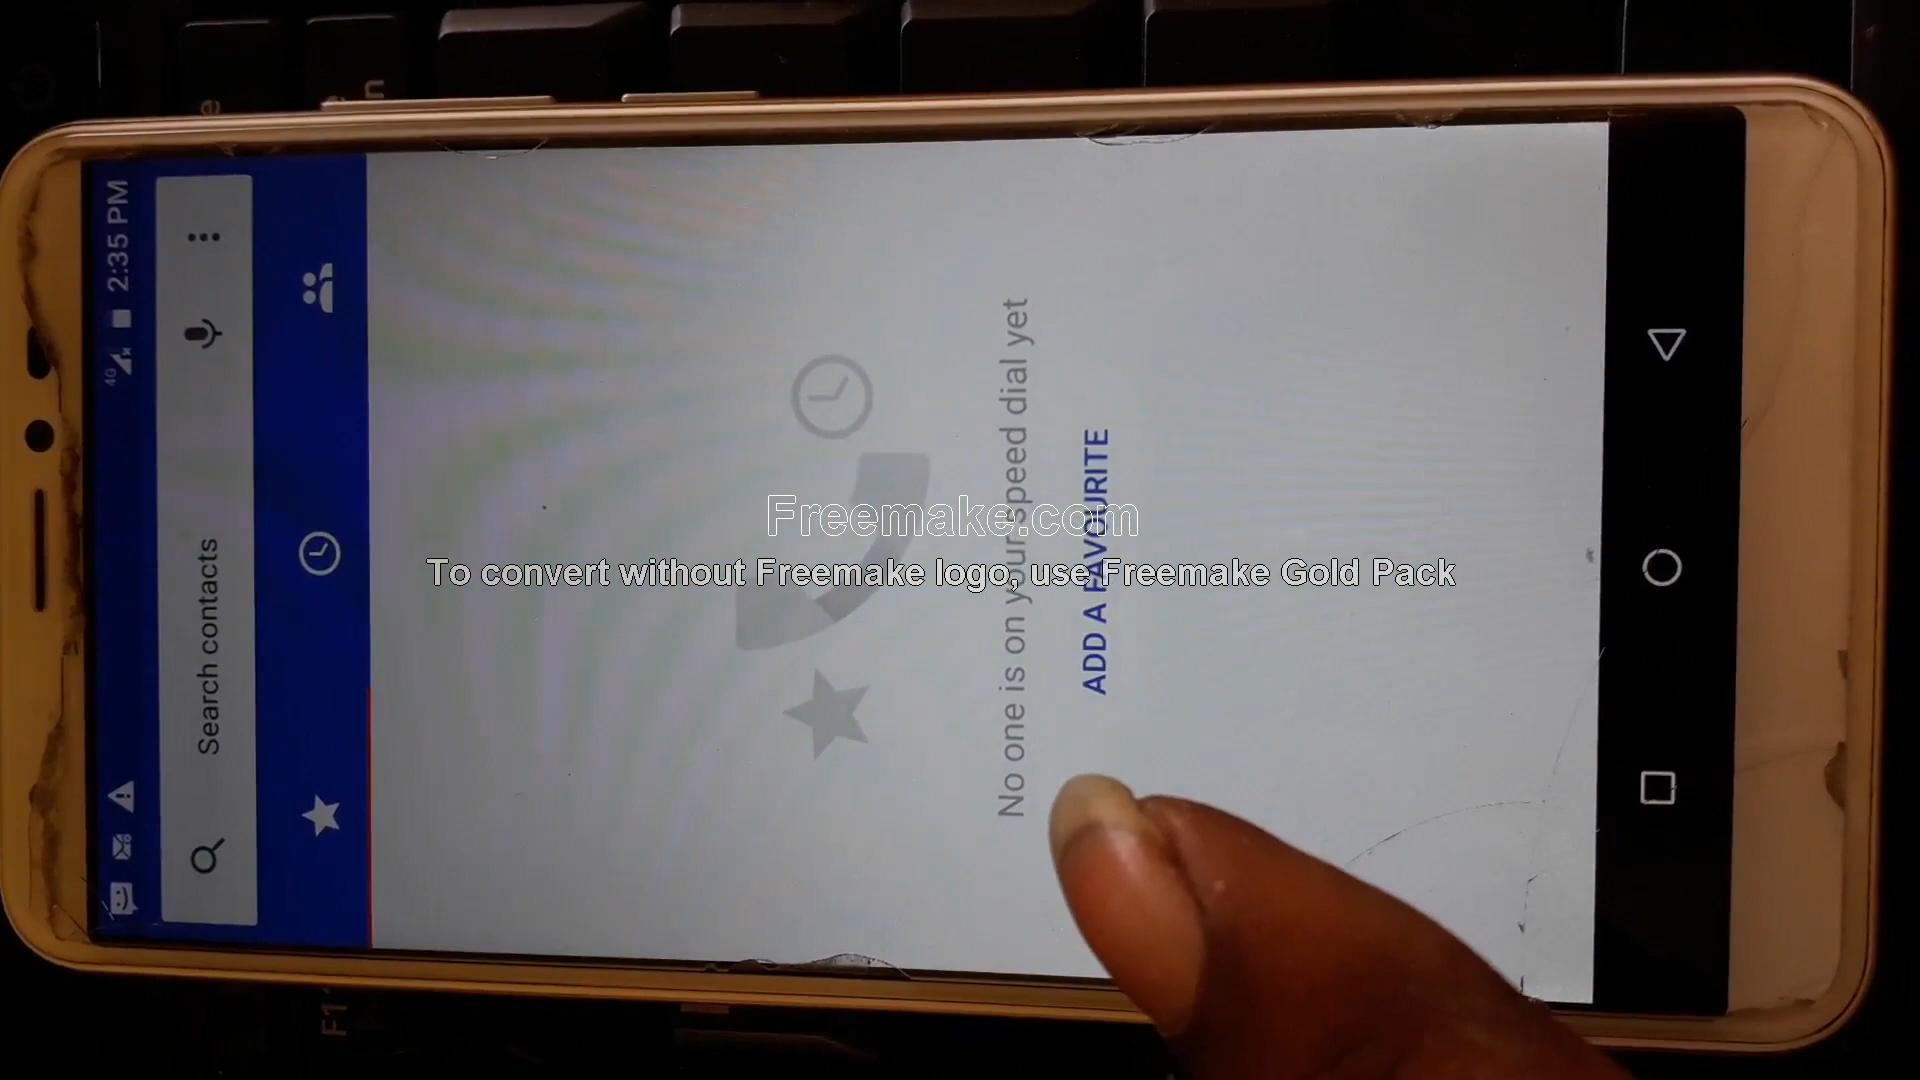 4G 2:35 PM
Search contacts
No one is on your speed dial yet
ADD A FAVOURITE
Freemake.com
To convert without Freemake logo, use Freemake Gold Pack